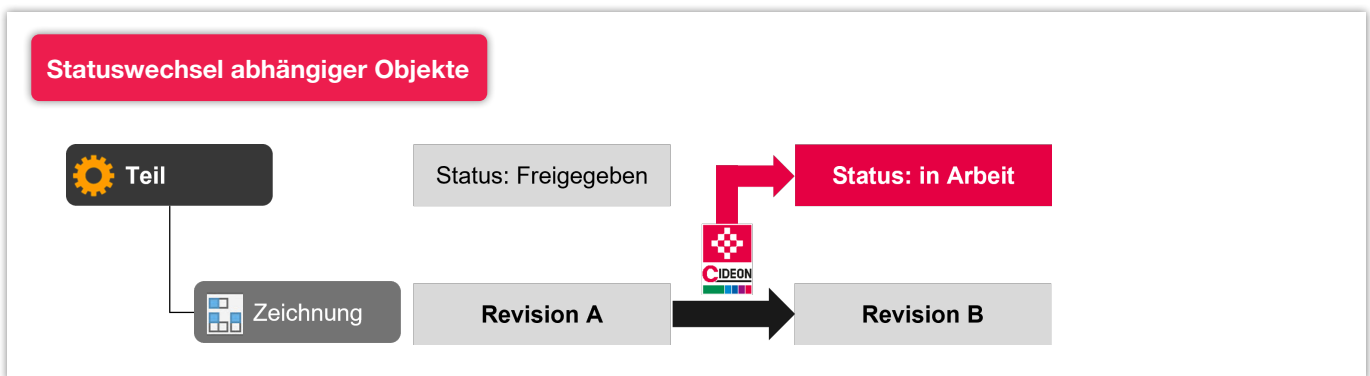 Statuswechsel abhängiger Objekte
Teil
Status: Freigegeben
Status: in Arbeit
CIDEON
Zeichnung
Revision A
Revision B